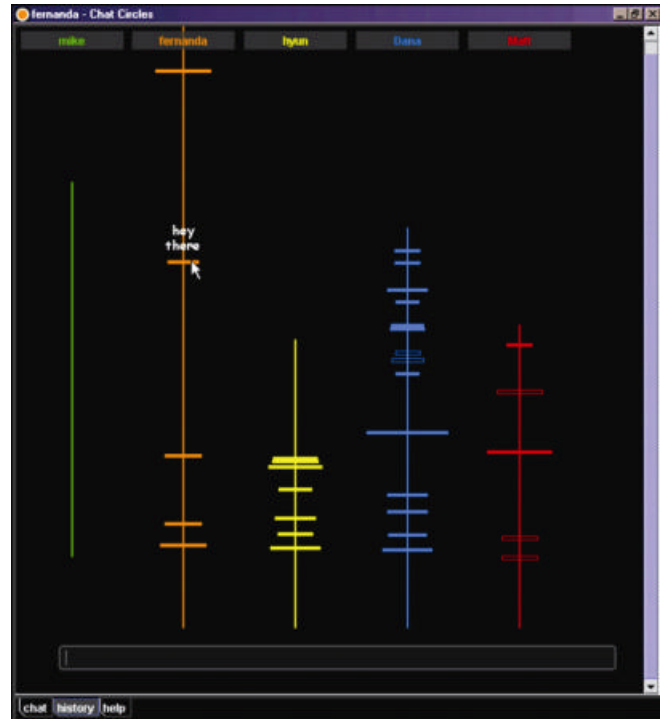 fernanda - Chat Circles
mike fernanda hyun Dana Matt
hey
there
chat history help